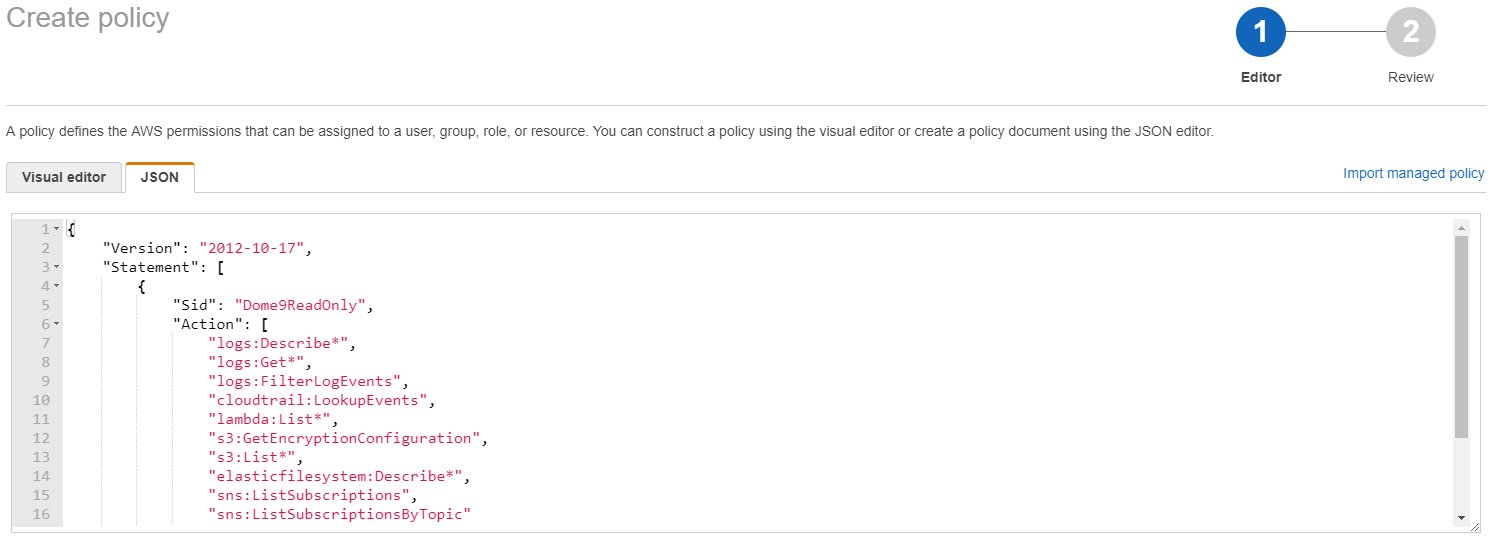 Create policy
1
2
Editor
Review
A policy defines the AWS permissions that can be assigned to a user, group, role, or resource. You can construct a policy using the visual editor or create a policy document using the JSON editor.
Visual editor
JSON
Import managed policy
1 {
2 "Version": "2012-10-17",
3 "Statement": [
4 {
5 "Sid": "Dome9ReadOnly",
6 "Action": [
7 "logs:Describe*",
8 "logs:Get*",
9 "logs:FilterLogEvents",
10 "cloudtrail:LookupEvents",
11 "lambda:List*",
12 "s3:GetEncryptionConfiguration",
13 "s3:List*",
14 "elasticfilesystem:Describe*",
15 "sns:ListSubscriptions",
16 "sns:ListSubscriptionsByTopic"